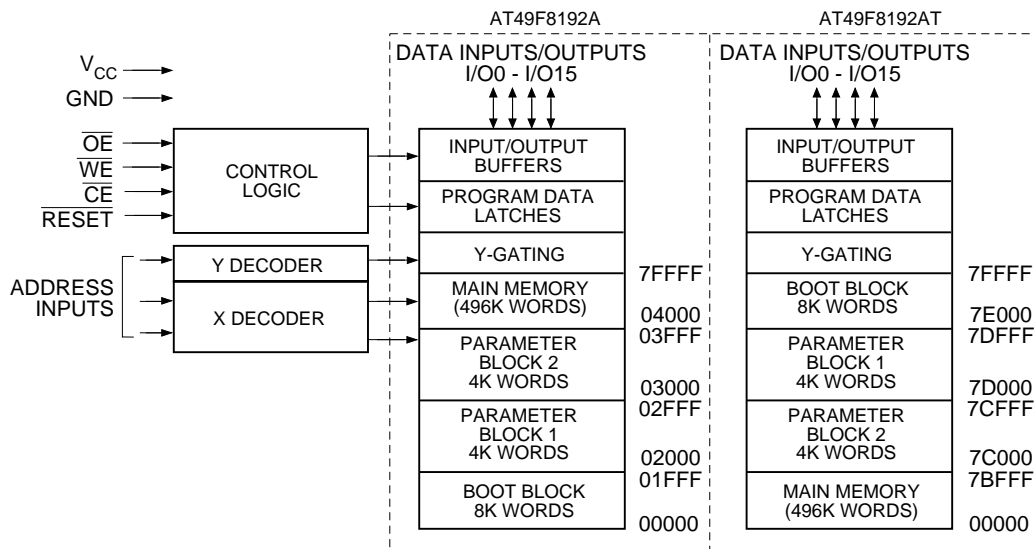 AT49F8192A
AT49F8192AT
DATA INPUTS/OUTPUTS
I/O0 - I/O15
DATA INPUTS/OUTPUTS
I/O0 - I/O15
VCC
GND
OE
WE
CE
RESET
CONTROL
LOGIC
ADDRESS
INPUTS
Y DECODER
X DECODER
INPUT/OUTPUT
BUFFERS
PROGRAM DATA
LATCHES
Y-GATING
7FFFF
MAIN MEMORY
(496K WORDS)
04000
03FFF
PARAMETER
BLOCK 2
4K WORDS
03000
02FFF
PARAMETER
BLOCK 1
4K WORDS
02000
01FFF
BOOT BLOCK
8K WORDS
00000
INPUT/OUTPUT
BUFFERS
PROGRAM DATA
LATCHES
Y-GATING
7FFFF
BOOT BLOCK
8K WORDS
7E000
7DFFF
PARAMETER
BLOCK 1
4K WORDS
7D000
7CFFF
PARAMETER
BLOCK 2
4K WORDS
7C000
7BFFF
MAIN MEMORY
(496K WORDS)
00000